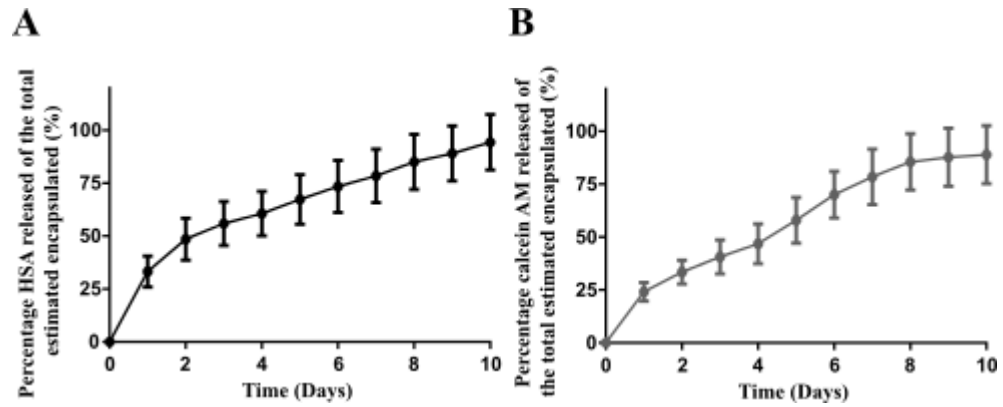 A
Percentage HSA released of the total
estimated encapsulated (%)
100
75
50
25
0
0 2 4 6 8 10
Time (Days)
B
Percentage calcein AM released of
the total estimated encapsulated (%)
100
75
50
25
0
0 2 4 6 8 10
Time (Days)